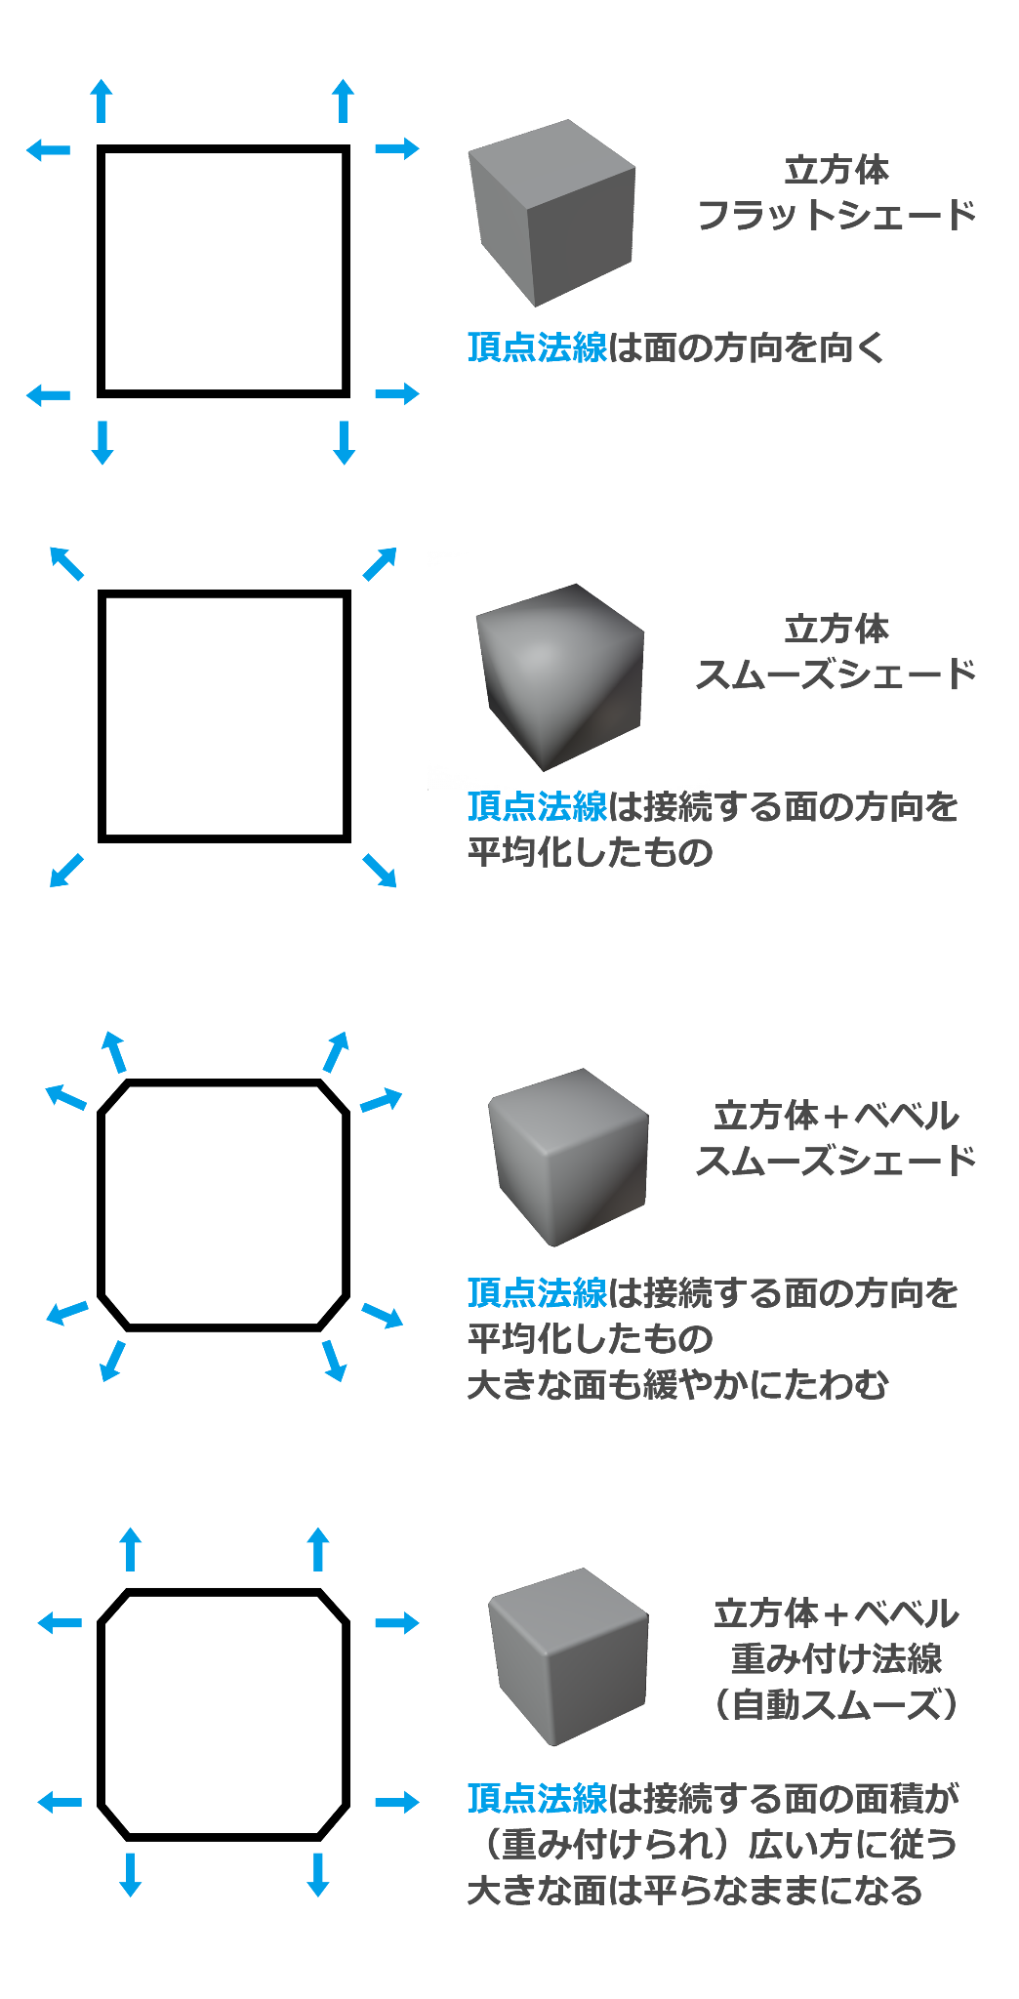 立方体
フラットシェード
頂点法線は面の方向を向く
立方体
スムーズシェード
頂点法線は接続する面の方向を
平均化したもの
立方体＋ベベル
スムーズシェード
頂点法線は接続する面の方向を
平均化したもの
大きな面も緩やかにたわむ
立方体＋ベベル
重み付け法線
（自動スムーズ）
頂点法線は接続する面の面積が
（重み付けられ）広い方に従う
大きな面は平らなままになる